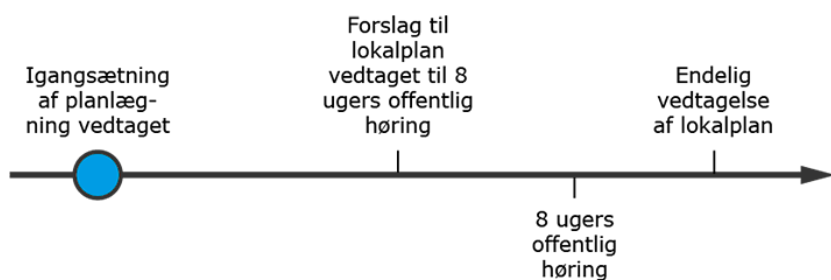 Igangsætning
af planlæg-
ning vedtaget
Forslag til
lokalplan
vedtaget til 8
ugers offentlig
høring
8 ugers
offentlig
høring
Endelig
vedtagelse
af lokalplan